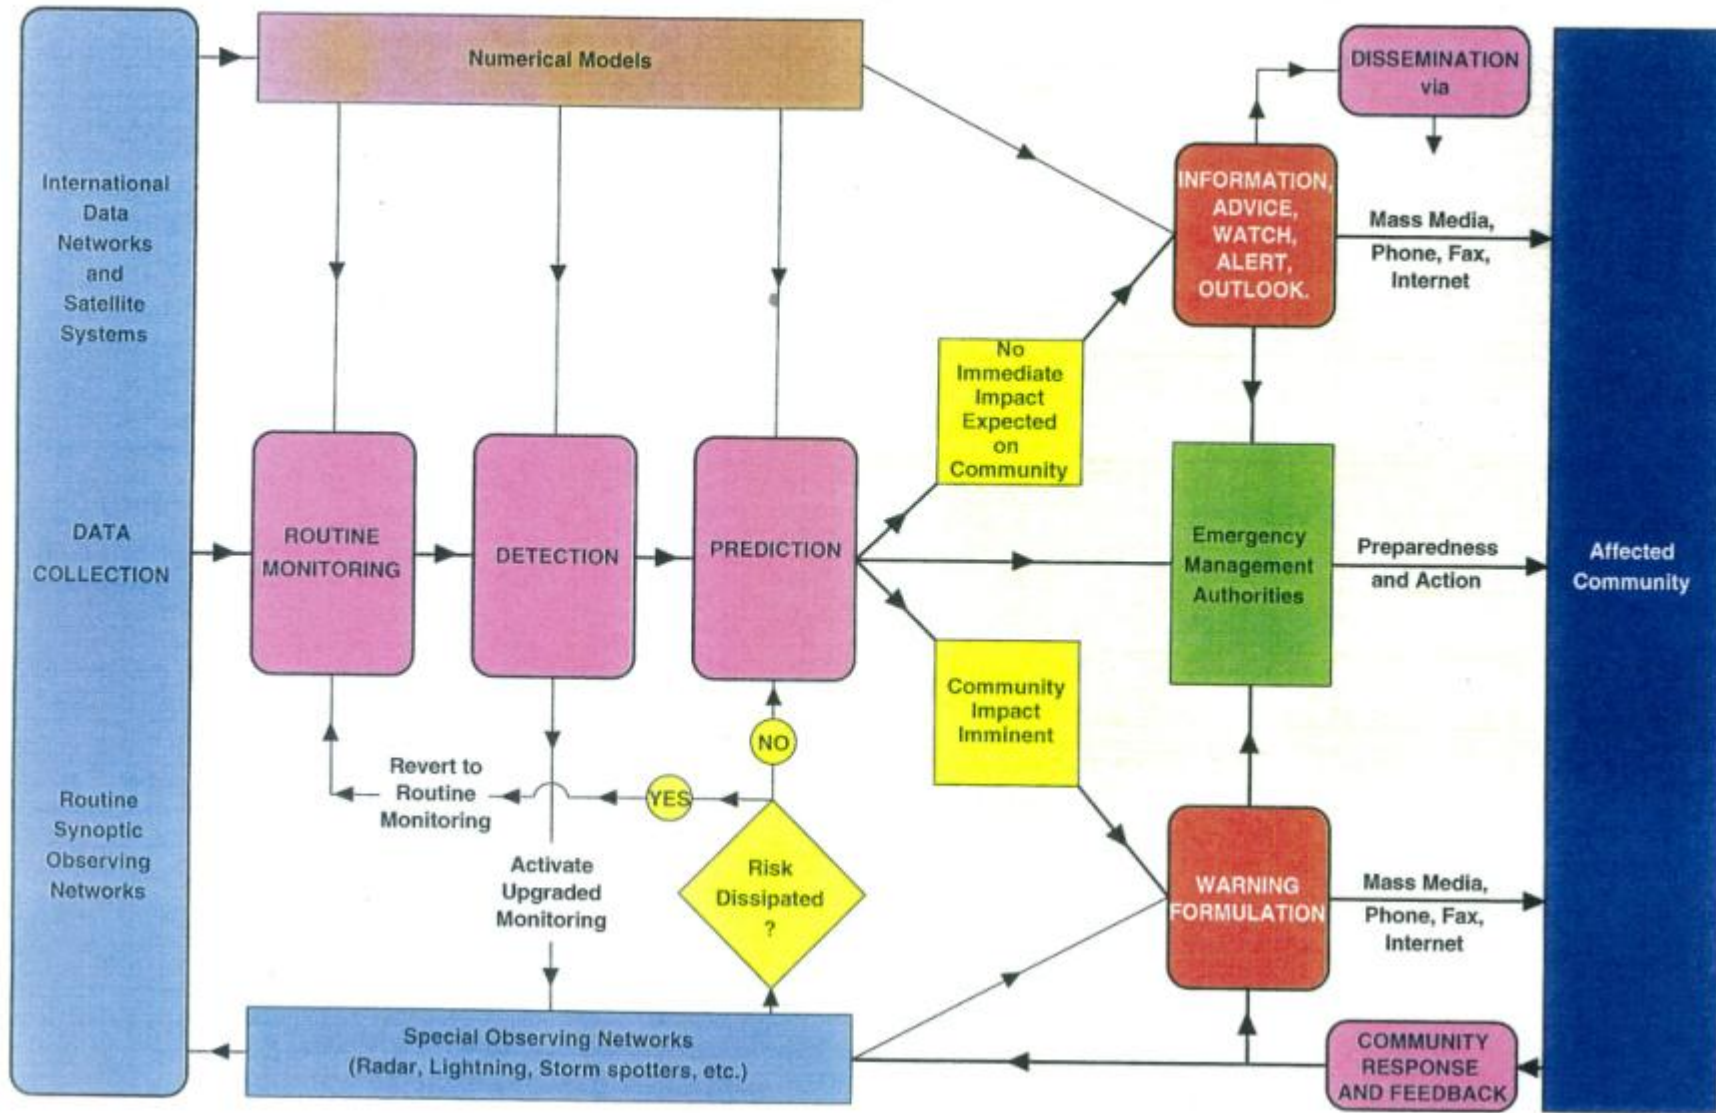 Numerical Models
DISSEMINATION
via
International
Data
Networks
and
Satellite
Systems
INFORMATION,
ADVICE,
WATCH,
ALERT,
OUTLOOK.
Mass Media,
Phone, Fax,
Internet
No
Immediate
Impact
Expected
on
Community
DATA
COLLECTION
ROUTINE
MONITORING
DETECTION
PREDICTION
Emergency
Management
Authorities
Preparedness
and Action
Affected
Community
Community
Impact
Imminent
NO
YES
Revert to
Routine
Monitoring
Routine
Synoptic
Observing
Networks
Activate
Upgraded
Monitoring
Risk
Dissipated
?
WARNING
FORMULATION
Mass Media,
Phone, Fax,
Internet
Special Observing Networks
(Radar, Lightning, Storm spotters, etc.)
COMMUNITY
RESPONSE
AND FEEDBACK